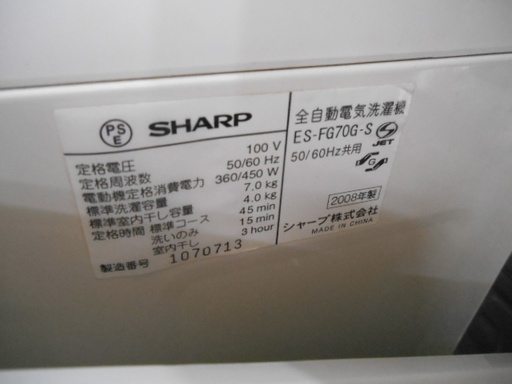 PS
E
SHARP
定格電圧 100 V
定格周波数 50/60 Hz
電動機定格消費電力 360/450 W
標準洗濯容量 7.0 kg
標準室内干し容量 4.0 kg
定格時間 標準コース 45 min
洗いのみ 15 min
室内干し 3 hour
製造番号 1070713
全自動電気洗濯機
ES-FG70G-S
50/60Hz共用
JET
2008年製
シャープ株式会社
MADE IN CHINA